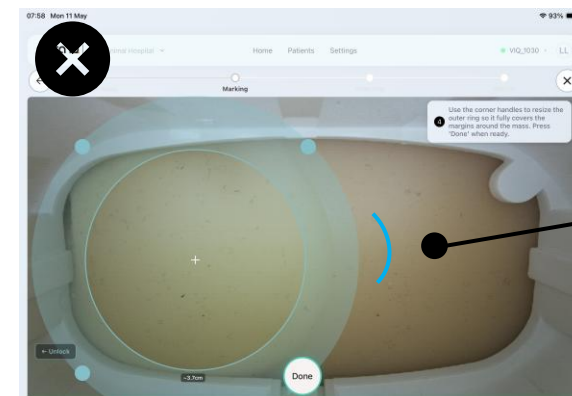 07:58 Mon 11 May
93%
Hospital
Home Patients Settings
VIQ_1030
LL
Marking
4
Use the corner handles to resize the
outer ring so it fully covers the
margins around the mass. Press
"Done" when ready.
← Unlock
~3.7cm
Done